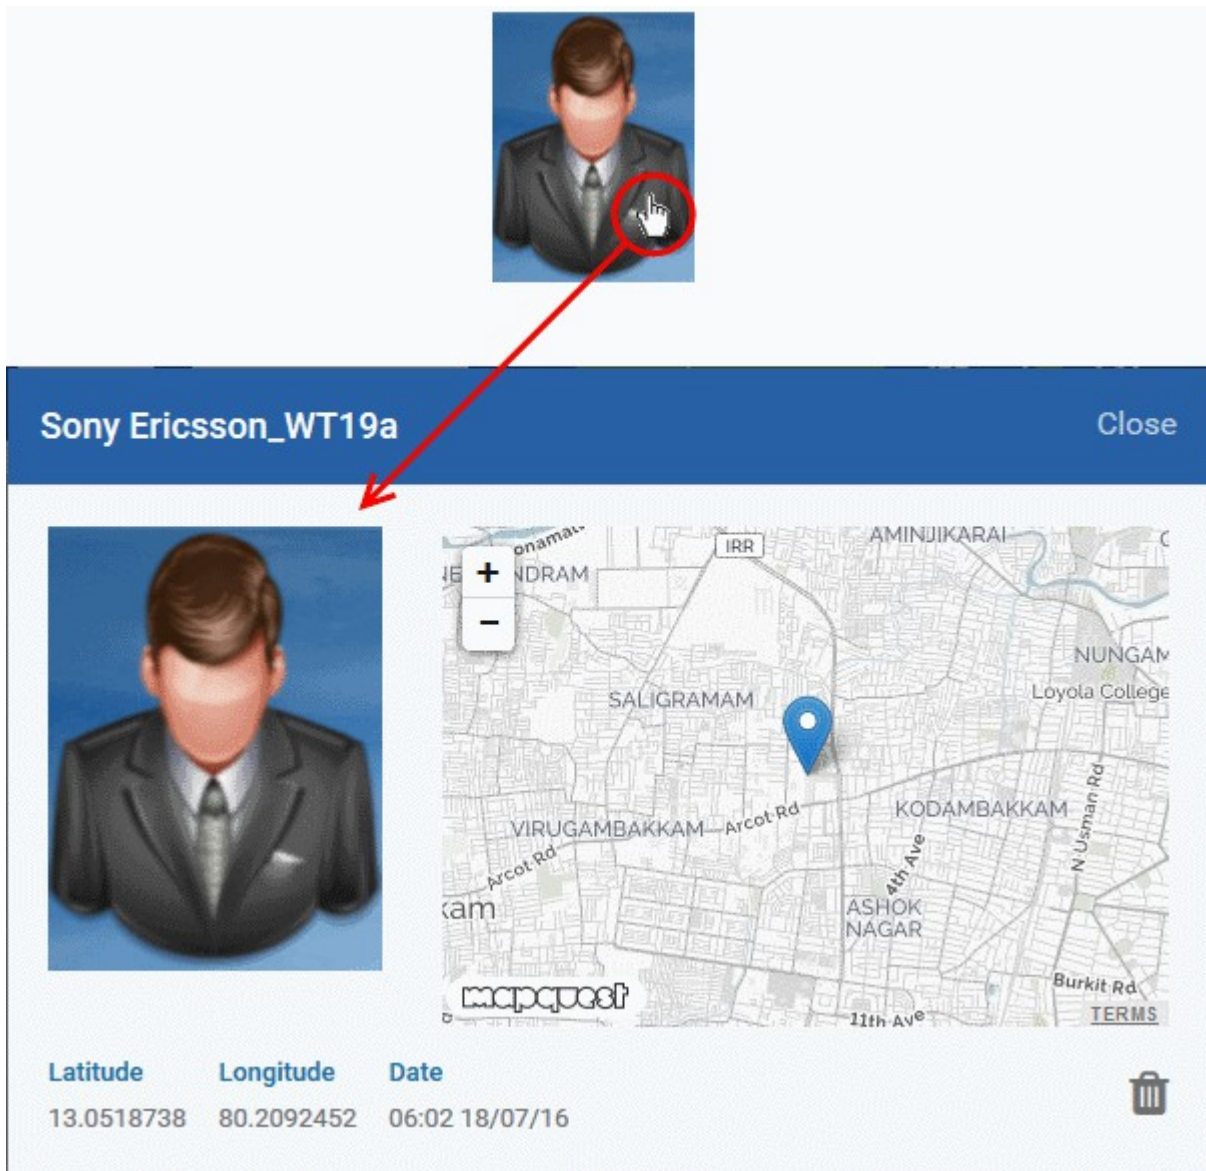 Sony Ericsson_WT19a
Close
+
−
IRR
AMINJIKARAI
NDRAM
NUNGAM
Loyola College
SALIGRAMAM
KODAMBAKKAM
N Usman Rd
VIRUGAMBAKKAM
Arcot Rd
Arcot Rd
4th Ave
kam
ASHOK
NAGAR
Burkit Rd
mapquest
11th Ave
TERMS
Latitude
Longitude
Date
13.0518738
80.2092452
06:02 18/07/16